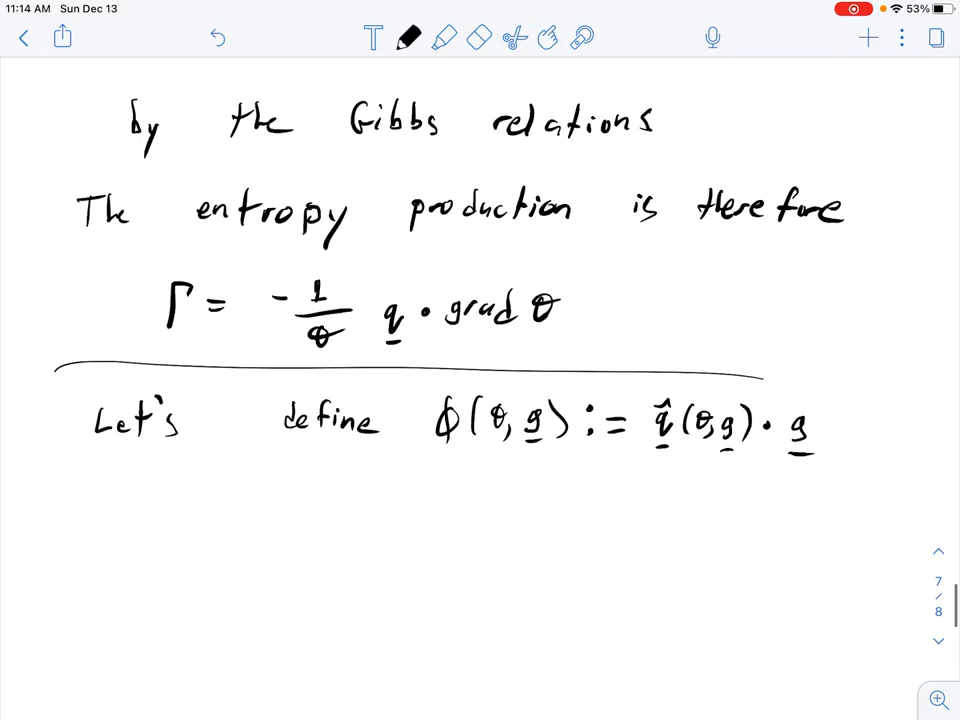 11:14 AM Sun Dec 13
53%
by the Gibbs relations
The entropy production is therefore
Γ = -1/θ q · grad θ
Let's define ϕ(θ, g) := q̂(θ, g) · g
7
/
8